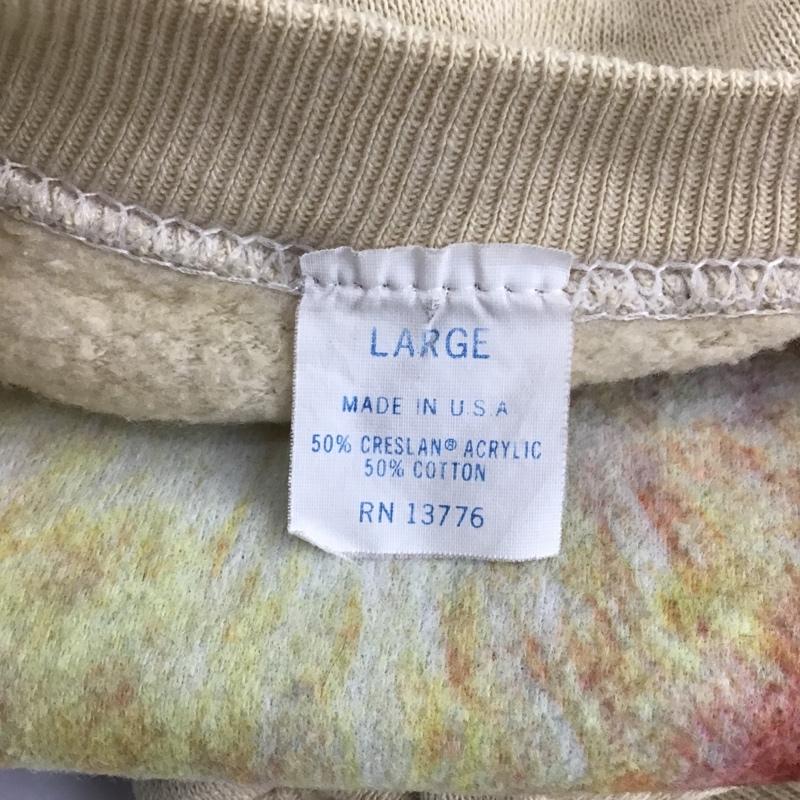 LARGE
MADE IN U.S.A
50% CRESLAN® ACRYLIC
50% COTTON
RN 13776